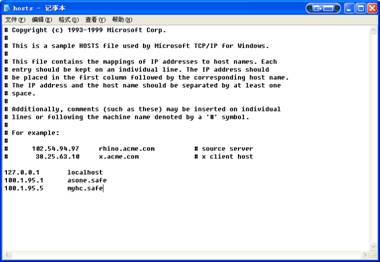 hosts - 记事本
文件(F) 编辑(E) 格式(O) 查看(V) 帮助(H)
# Copyright (c) 1993-1999 Microsoft Corp.
#
# This is a sample HOSTS file used by Microsoft TCP/IP for Windows.
#
# This file contains the mappings of IP addresses to host names. Each
# entry should be kept on an individual line. The IP address should
# be placed in the first column followed by the corresponding host name.
# The IP address and the host name should be separated by at least one
# space.
#
# Additionally, comments (such as these) may be inserted on individual
# lines or following the machine name denoted by a '#' symbol.
#
# For example:
#
# 102.54.94.97 rhino.acme.com # source server
# 38.25.63.10 x.acme.com # x client host
127.0.0.1 localhost
100.1.95.1 asone.safe
100.1.95.5 myhc.safe